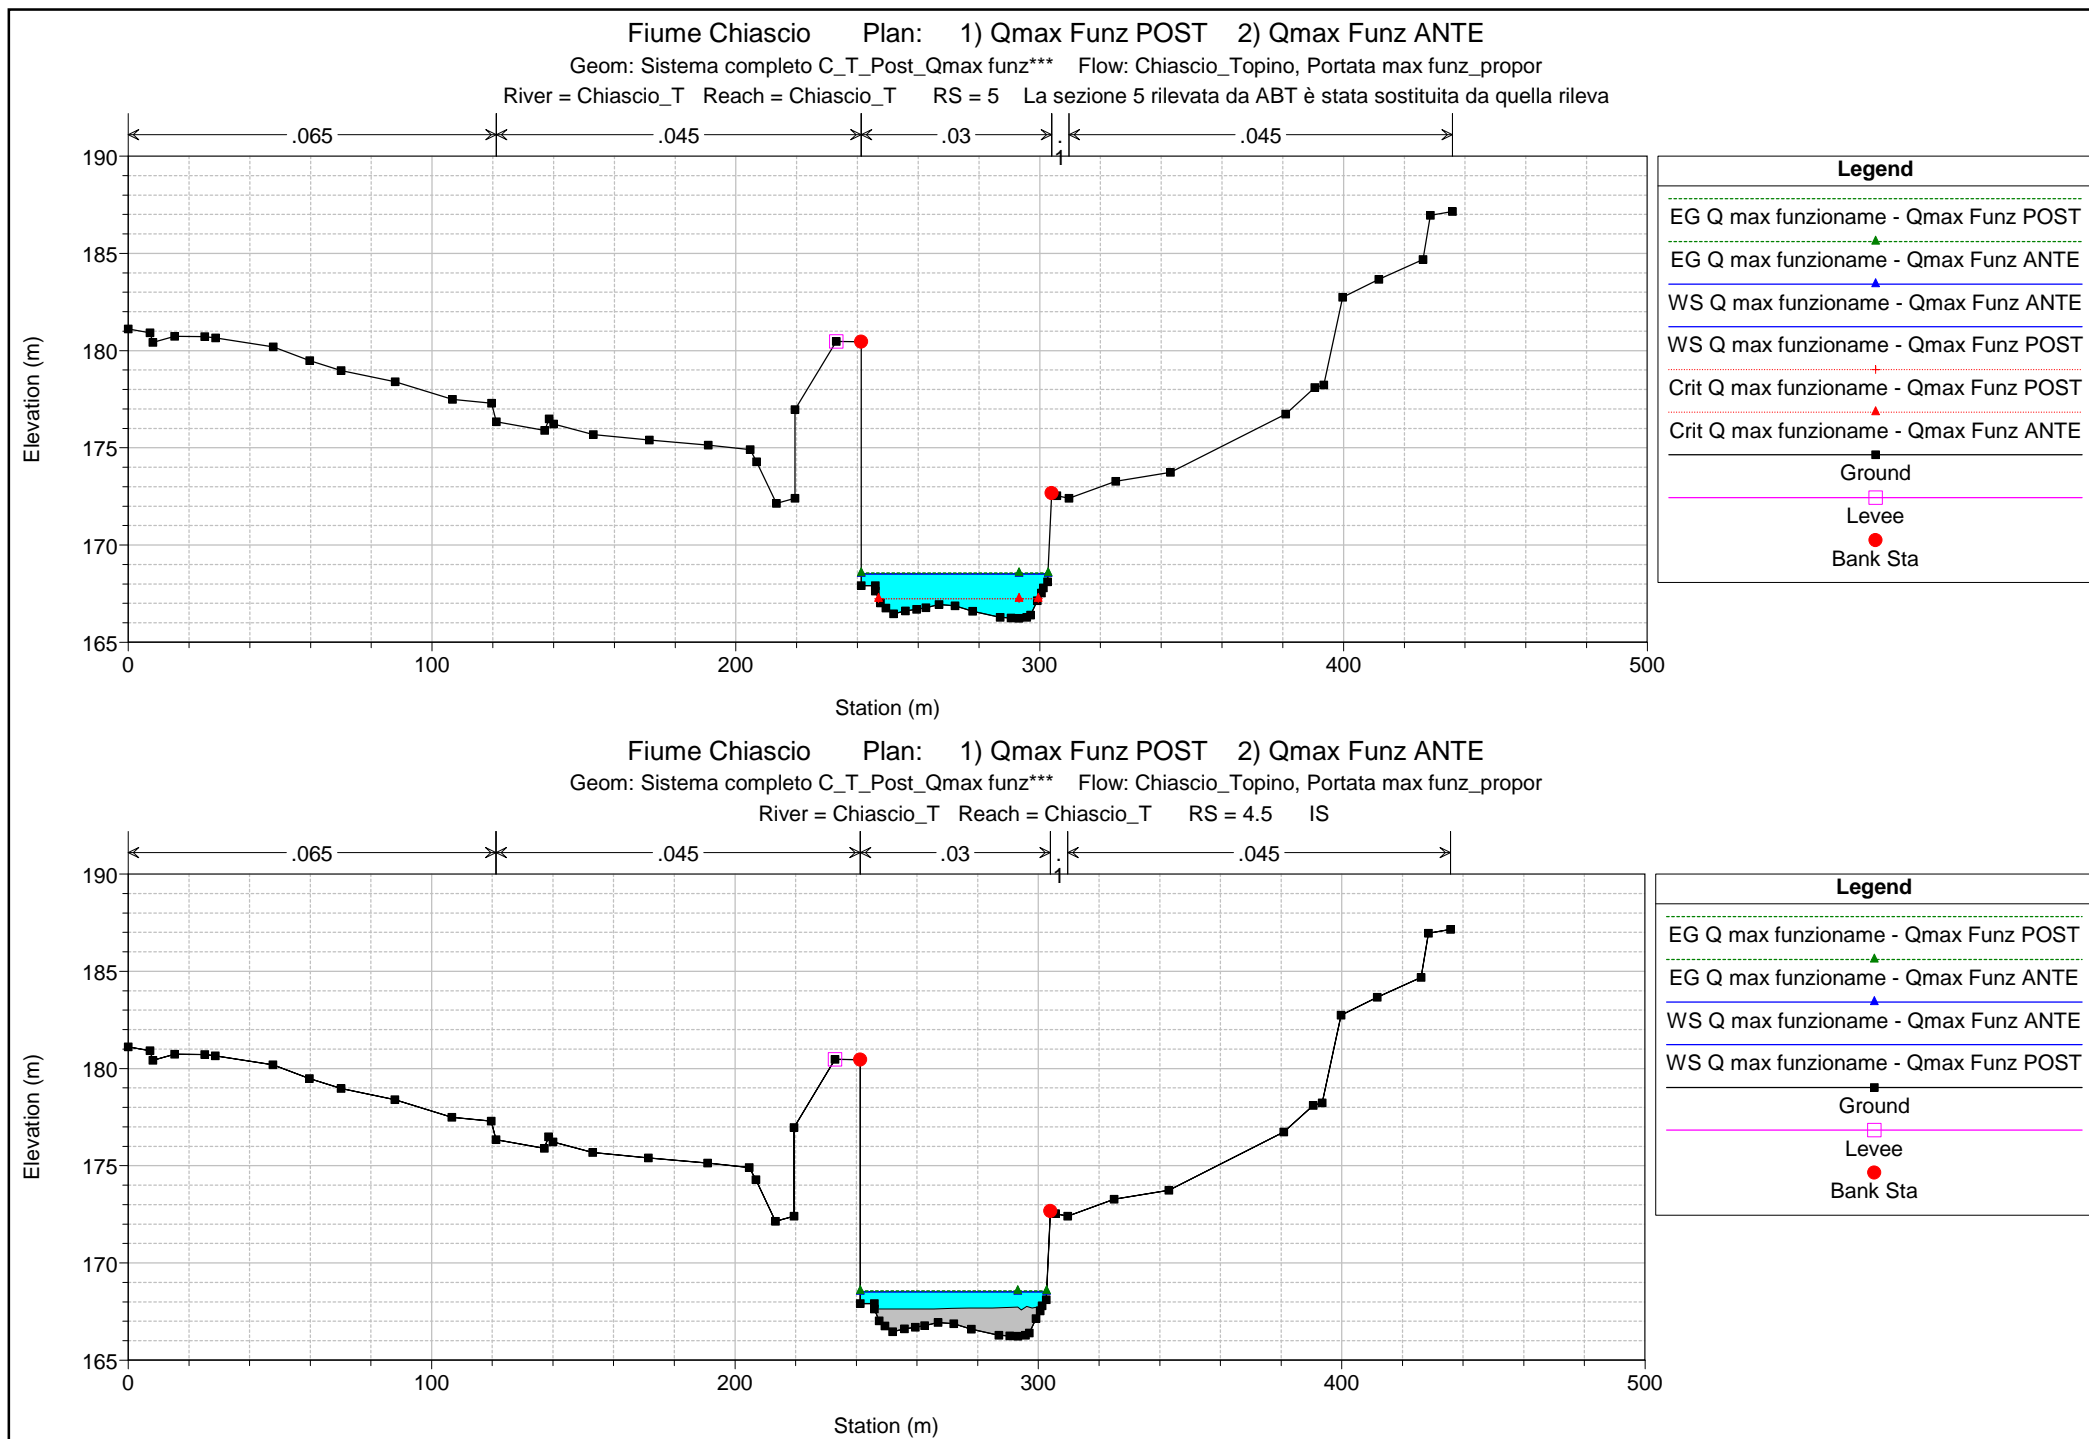 Fiume Chiascio Plan: 1) Qmax Funz POST 2) Qmax Funz ANTE
Geom: Sistema completo C_T_Post_Qmax funz*** Flow: Chiascio_Topino, Portata max funz_propor
River = Chiascio_T Reach = Chiascio_T RS = 5 La sezione 5 rilevata da ABT è stata sostituita da quella rileva
.065 .045 .03 .1 .045
190
185
180
175
170
165
Elevation (m)
0 100 200 300 400 500
Station (m)
Legend
EG Q max funzioname - Qmax Funz POST
EG Q max funzioname - Qmax Funz ANTE
WS Q max funzioname - Qmax Funz ANTE
WS Q max funzioname - Qmax Funz POST
Crit Q max funzioname - Qmax Funz POST
Crit Q max funzioname - Qmax Funz ANTE
Ground
Levee
Bank Sta
Fiume Chiascio Plan: 1) Qmax Funz POST 2) Qmax Funz ANTE
Geom: Sistema completo C_T_Post_Qmax funz*** Flow: Chiascio_Topino, Portata max funz_propor
River = Chiascio_T Reach = Chiascio_T RS = 4.5 IS
.065 .045 .03 .1 .045
190
185
180
175
170
165
Elevation (m)
0 100 200 300 400 500
Station (m)
Legend
EG Q max funzioname - Qmax Funz POST
EG Q max funzioname - Qmax Funz ANTE
WS Q max funzioname - Qmax Funz ANTE
WS Q max funzioname - Qmax Funz POST
Ground
Levee
Bank Sta